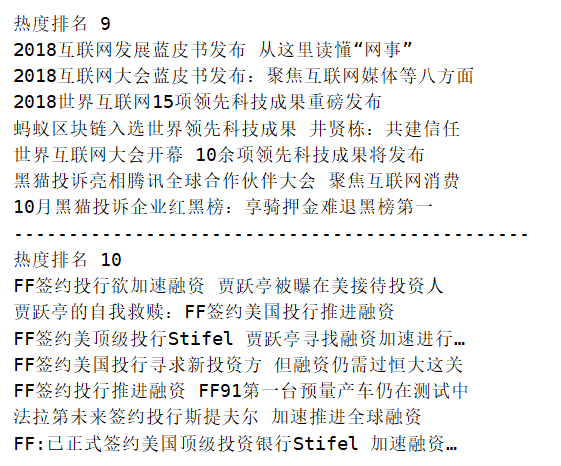 热度排名 9
2018互联网发展蓝皮书发布 从这里读懂“网事”
2018互联网大会蓝皮书发布：聚焦互联网媒体等八方面
2018世界互联网15项领先科技成果重磅发布
蚂蚁区块链入选世界领先科技成果 井贤栋：共建信任
世界互联网大会开幕 10余项领先科技成果将发布
黑猫投诉亮相腾讯全球合作伙伴大会 聚焦互联网消费
10月黑猫投诉企业红黑榜：享骑押金难退黑榜第一
-----------------------------------------------
热度排名 10
FF签约投行欲加速融资 贾跃亭被曝在美接待投资人
贾跃亭的自我救赎：FF签约美国投行推进融资
FF签约美顶级投行Stifel 贾跃亭寻找融资加速进行…
FF签约美国投行寻求新投资方 但融资仍需过恒大这关
FF签约投行推进融资 FF91第一台预量产车仍在测试中
法拉第未来签约投行斯提夫尔 加速推进全球融资
FF:已正式签约美国顶级投资银行Stifel 加速融资…